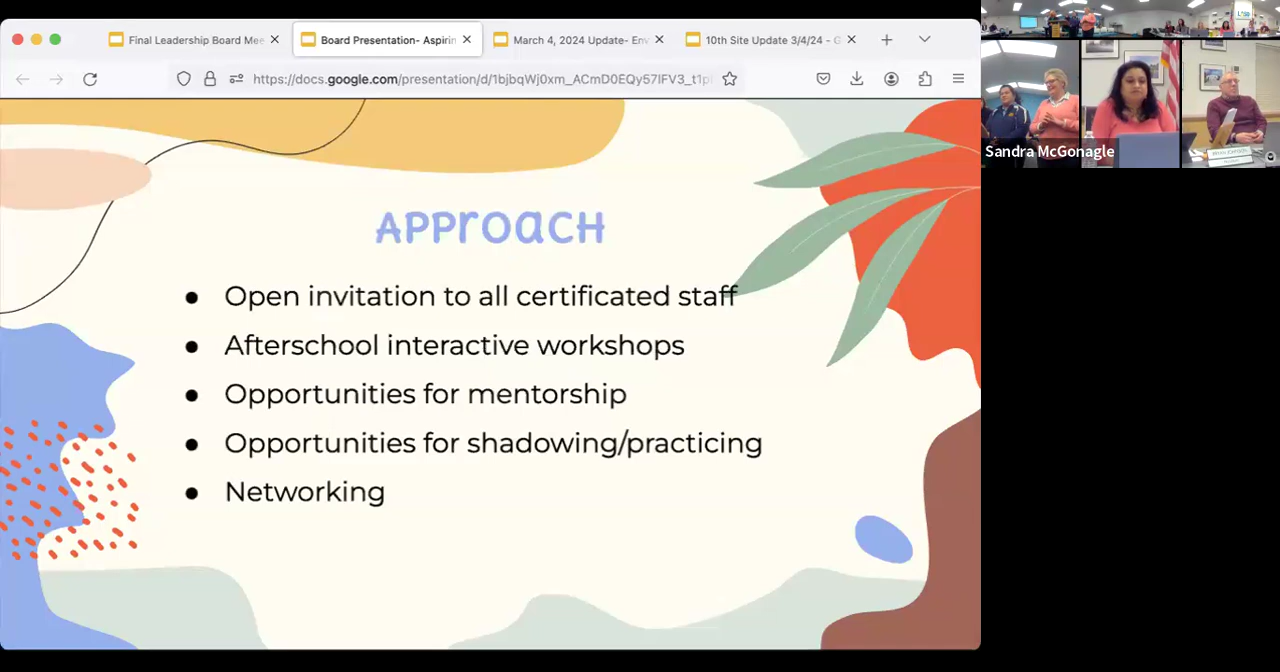 Final Leadership Board Mee
Board Presentation- Aspirin
March 4, 2024 Update- Env
10th Site Update 3/4/24 - G
https://docs.google.com/presentation/d/1bjbqWj0xm_ACmD0EQy57IFV3_t1p
Sandra McGonagle
APPROACH
● Open invitation to all certificated staff
● Afterschool interactive workshops
● Opportunities for mentorship
● Opportunities for shadowing/practicing
● Networking